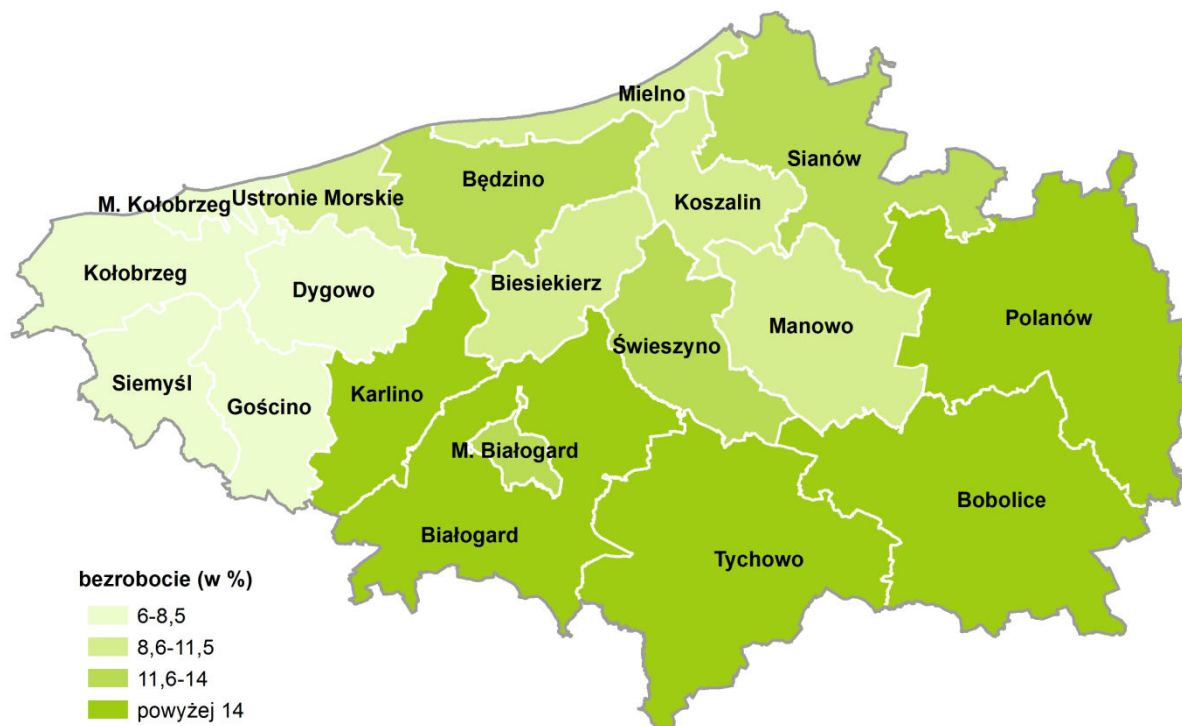 Mielno
Sianów
Będzino
M. Kołobrzeg
Ustronie Morskie
Koszalin
Kołobrzeg
Dygowo
Biesiekierz
Polanów
Manowo
Świeszyno
Siemyśl
Gościno
Karlino
M. Białogard
Bobolice
Białogard
Tychowo
bezrobocie (w %)
6-8,5
8,6-11,5
11,6-14
powyżej 14